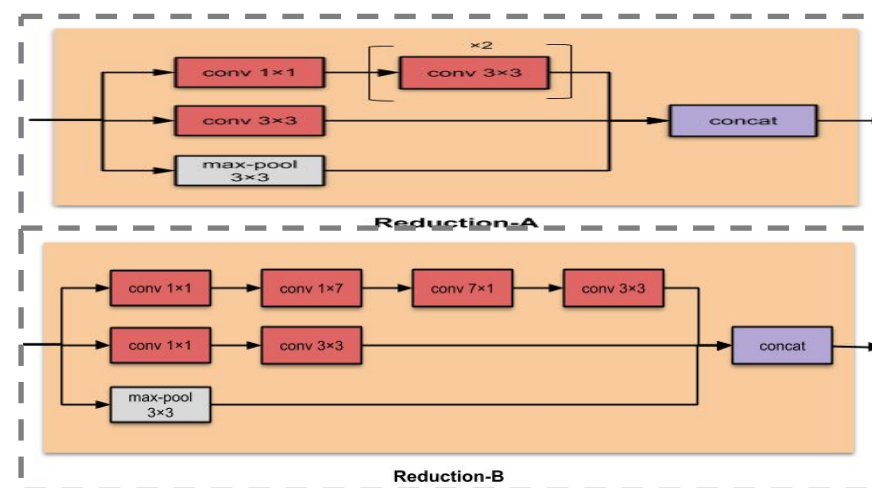 ×2
conv 1×1
conv 3×3
conv 3×3
concat
max-pool
3×3
Reduction-A
conv 1×1
conv 1×7
conv 7×1
conv 3×3
conv 1×1
conv 3×3
concat
max-pool
3×3
Reduction-B